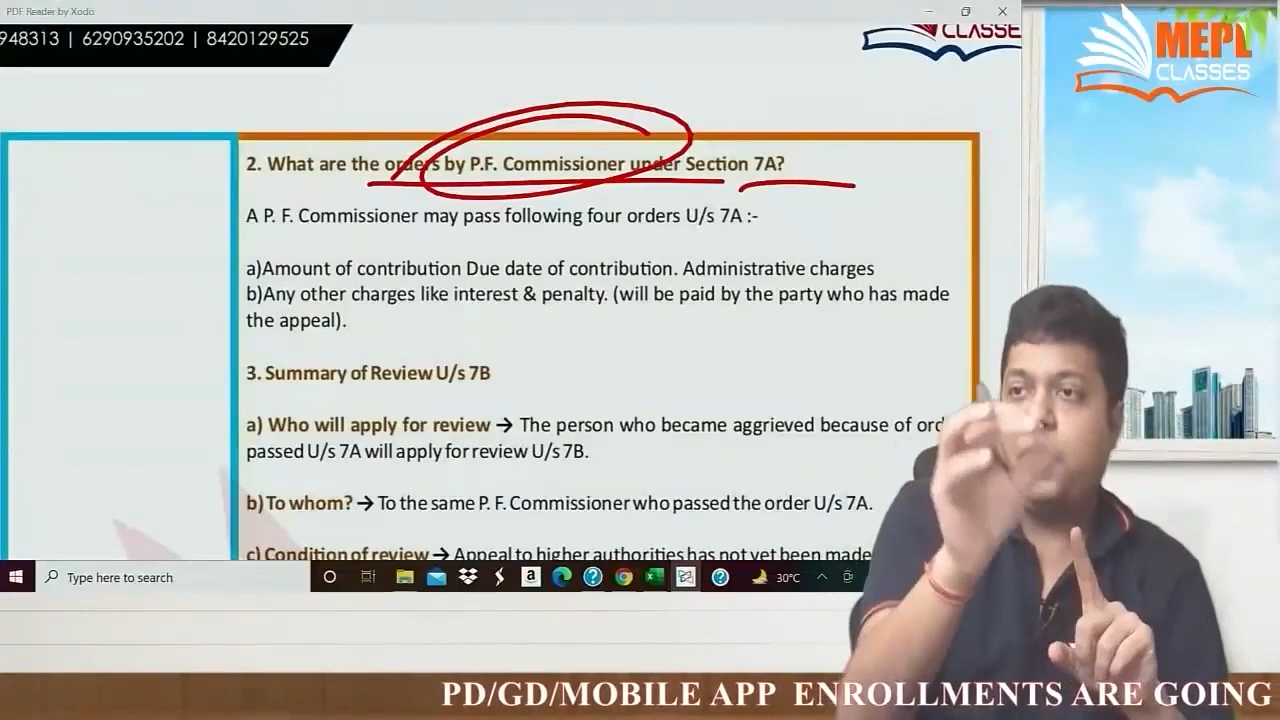 PDF Reader by Xodo
948313 | 6290935202 | 8420129525
CLASSE
MEPL
CLASSES
2. What are the orders by P.F. Commissioner under Section 7A?
A P. F. Commissioner may pass following four orders U/s 7A :-
a)Amount of contribution Due date of contribution. Administrative charges
b)Any other charges like interest & penalty. (will be paid by the party who has made
the appeal).
3. Summary of Review U/s 7B
a) Who will apply for review → The person who became aggrieved because of ord
passed U/s 7A will apply for review U/s 7B.
b) To whom? → To the same P. F. Commissioner who passed the order U/s 7A.
c) Condition of review → Appeal to higher authorities has not yet been made
Type here to search
30°C
PD/GD/MOBILE APP ENROLLMENTS ARE GOING